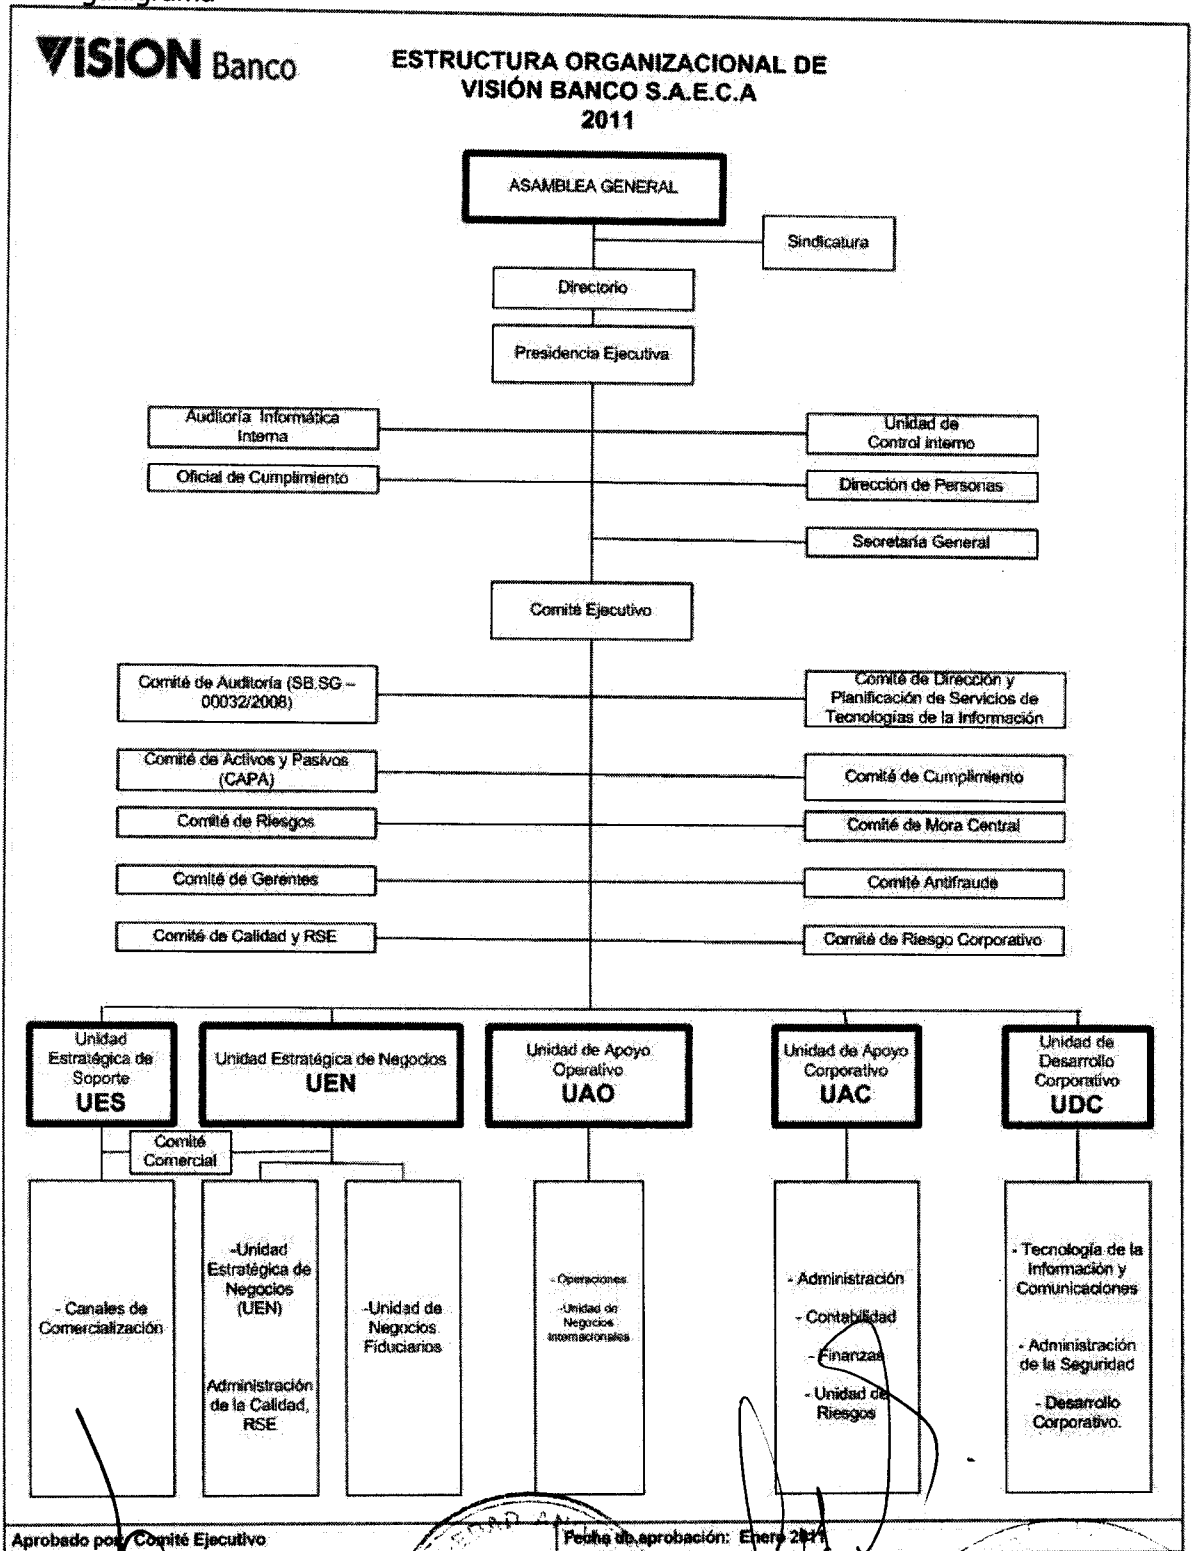 ViSiON Banco
ESTRUCTURA ORGANIZACIONAL DE
VISIÓN BANCO S.A.E.C.A
2011
ASAMBLEA GENERAL
Sindicatura
Directorio
Presidencia Ejecutiva
Auditoría Informática
Interna
Unidad de
Control interno
Oficial de Cumplimiento
Dirección de Personas
Secretaría General
Comité Ejecutivo
Comité de Auditoría (SB.SG –
00032/2008)
Comité de Dirección y
Planificación de Servicios de
Tecnologías de la Información
Comité de Activos y Pasivos
(CAPA)
Comité de Cumplimiento
Comité de Riesgos
Comité de Mora Central
Comité de Gerentes
Comité Antifraude
Comité de Calidad y RSE
Comité de Riesgo Corporativo
Unidad
Estratégica de
Soporte
UES
Unidad Estratégica de Negocios
UEN
Unidad de Apoyo
Operativo
UAO
Unidad de Apoyo
Corporativo
UAC
Unidad de
Desarrollo
Corporativo
UDC
Comité
Comercial
- Canales de
Comercialización
-Unidad
Estratégica de
Negocios
(UEN)
Administración
de la Calidad,
RSE
-Unidad de
Negocios
Fiduciarios
- Operaciones
-Unidad de
Negocios
Internacionales
- Administración
- Contabilidad
- Finanzas
- Unidad de
Riesgos
- Tecnología de la
Información y
Comunicaciones
- Administración
de la Seguridad
- Desarrollo
Corporativo.
Aprobado por: Comité Ejecutivo
Fecha de aprobación: Enero 2011